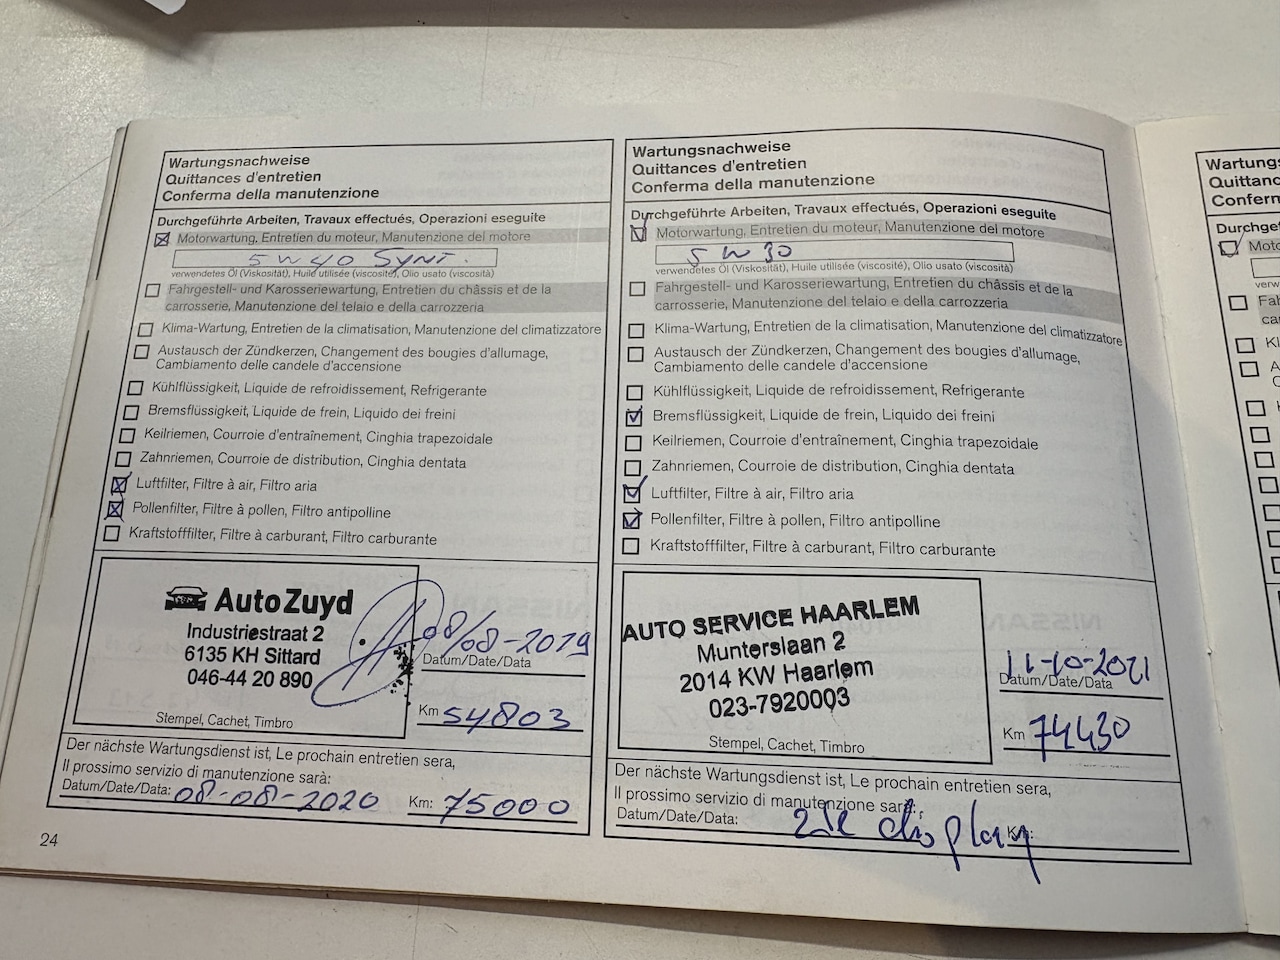 Wartungsnachweise
Quittances d'entretien
Conferma della manutenzione
Durchgeführte Arbeiten, Travaux effectués, Operazioni eseguite
Motorwartung, Entretien du moteur, Manutenzione del motore
5W40 SYNT.
verwendetes Öl (Viskosität), Huile utilisée (viscosité), Olio usato (viscosità)
Fahrgestell- und Karosseriewartung, Entretien du châssis et de la
carrosserie, Manutenzione del telaio e della carrozzeria
Klima-Wartung, Entretien de la climatisation, Manutenzione del climatizzatore
Austausch der Zündkerzen, Changement des bougies d'allumage,
Cambiamento delle candele d'accensione
Kühlflüssigkeit, Liquide de refroidissement, Refrigerante
Bremsflüssigkeit, Liquide de frein, Liquido dei freini
Keilriemen, Courroie d'entraînement, Cinghia trapezoidale
Zahnriemen, Courroie de distribution, Cinghia dentata
Luftfilter, Filtre à air, Filtro aria
Pollenfilter, Filtre à pollen, Filtro antipolline
Kraftstofffilter, Filtre à carburant, Filtro carburante
AutoZuyd
Industriestraat 2
6135 KH Sittard
046-44 20 890
Stempel, Cachet, Timbro
08/08-2019
Datum/Date/Data
Km 54803
Der nächste Wartungsdienst ist, Le prochain entretien sera,
Il prossimo servizio di manutenzione sarà:
Datum/Date/Data: 08-08-2020 Km: 75000
24
Wartungsnachweise
Quittances d'entretien
Conferma della manutenzione
Durchgeführte Arbeiten, Travaux effectués, Operazioni eseguite
Motorwartung, Entretien du moteur, Manutenzione del motore
5W30
verwendetes Öl (Viskosität), Huile utilisée (viscosité), Olio usato (viscosità)
Fahrgestell- und Karosseriewartung, Entretien du châssis et de la
carrosserie, Manutenzione del telaio e della carrozzeria
Klima-Wartung, Entretien de la climatisation, Manutenzione del climatizzatore
Austausch der Zündkerzen, Changement des bougies d'allumage,
Cambiamento delle candele d'accensione
Kühlflüssigkeit, Liquide de refroidissement, Refrigerante
Bremsflüssigkeit, Liquide de frein, Liquido dei freini
Keilriemen, Courroie d'entraînement, Cinghia trapezoidale
Zahnriemen, Courroie de distribution, Cinghia dentata
Luftfilter, Filtre à air, Filtro aria
Pollenfilter, Filtre à pollen, Filtro antipolline
Kraftstofffilter, Filtre à carburant, Filtro carburante
AUTO SERVICE HAARLEM
Munterslaan 2
2014 KW Haarlem
023-7920003
Stempel, Cachet, Timbro
11-10-2021
Datum/Date/Data
Km 74430
Der nächste Wartungsdienst ist, Le prochain entretien sera,
Il prossimo servizio di manutenzione sarà:
Datum/Date/Data: display Km: